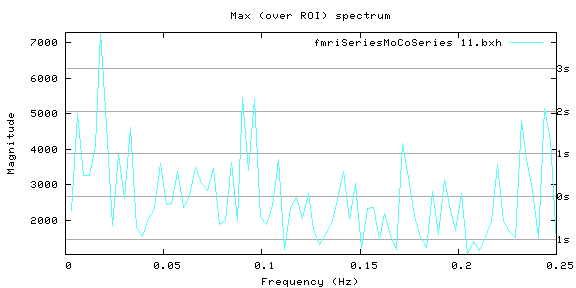 Max (over ROI) spectrum
fmriSeriesMoCoSeries 11.bxh
7000
6000
5000
4000
3000
2000
3s
2s
1s
0s
1s
Magnitude
0
0.05
0.1
0.15
0.2
0.25
Frequency (Hz)